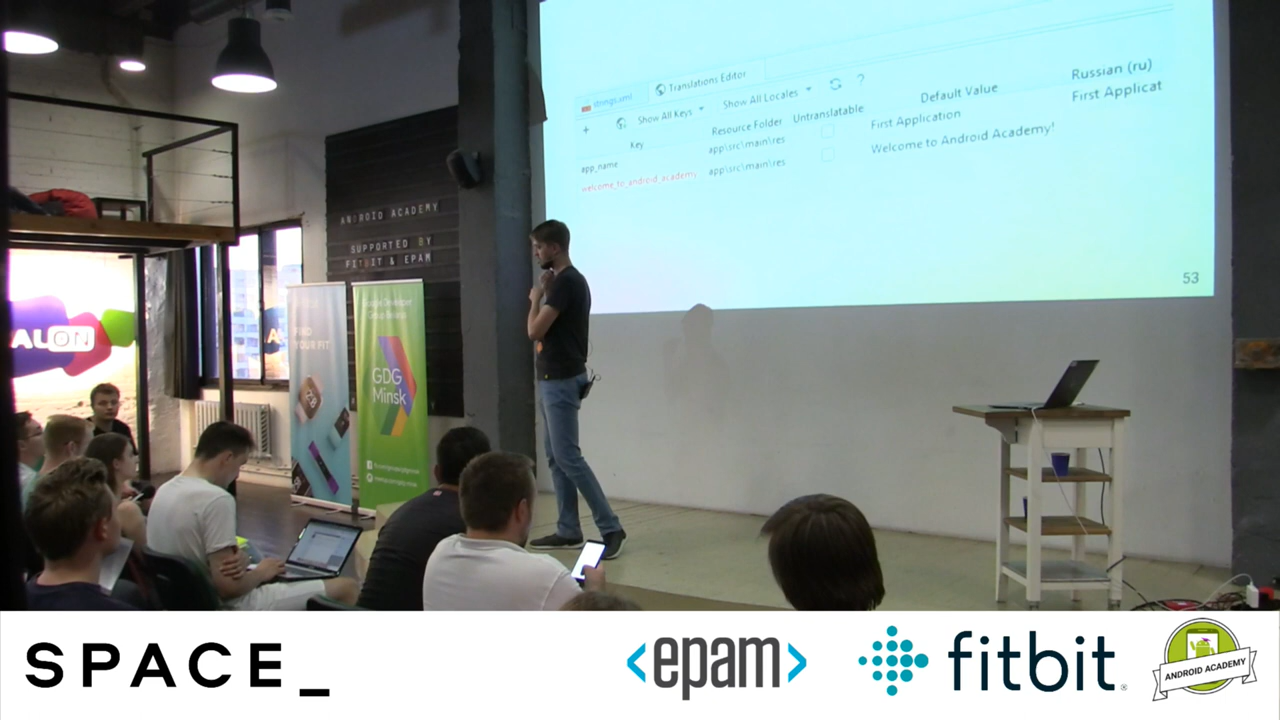 strings.xml
Translations Editor
Show All Keys
Show All Locales
?
Key
Resource Folder
Untranslatable
Default Value
Russian (ru)
app_name
app\src\main\res
First Application
First Applicat
welcome_to_android_academy
app\src\main\res
Welcome to Android Academy!
53
ANDROID ACADEMY
SUPPORTED BY
FITBIT & EPAM
ALON
FIND
YOUR FIT
Google Developer
Group Belarus
GDG
Minsk
SPACE_
<epam>
fitbit
ANDROID ACADEMY